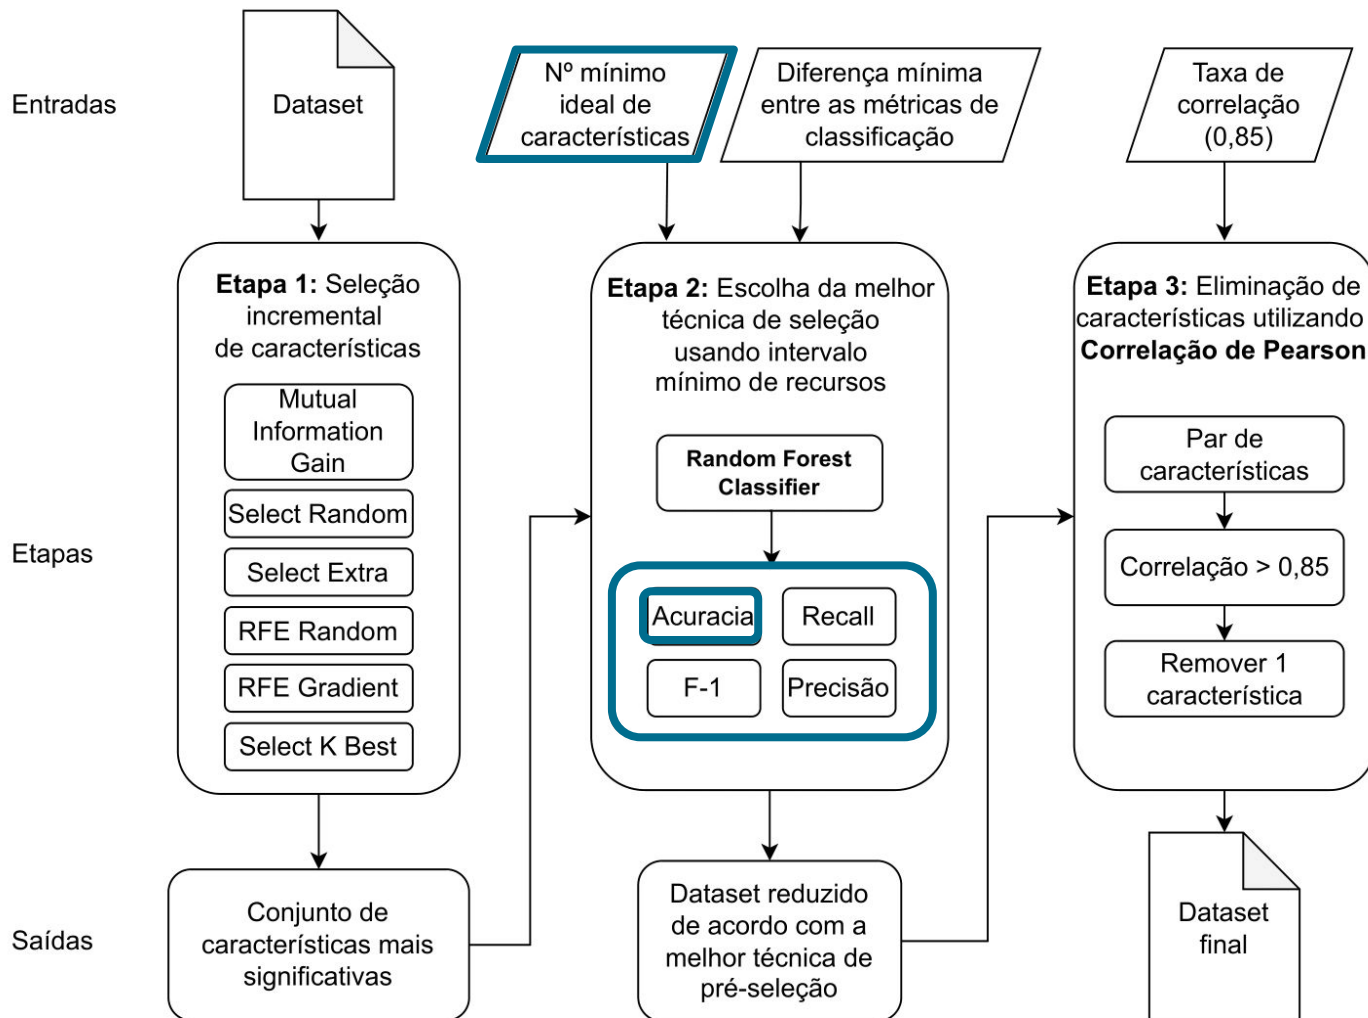 Entradas
Dataset
Nº mínimo
ideal de
características
Diferença mínima
entre as métricas de
classificação
Taxa de
correlação
(0,85)
Etapas
Etapa 1: Seleção
incremental
de características
Mutual
Information
Gain
Select Random
Select Extra
RFE Random
RFE Gradient
Select K Best
Etapa 2: Escolha da melhor
técnica de seleção
usando intervalo
mínimo de recursos
Random Forest
Classifier
Acuracia
Recall
F-1
Precisão
Etapa 3: Eliminação de
características utilizando
Correlação de Pearson
Par de
características
Correlação > 0,85
Remover 1
característica
Saídas
Conjunto de
características mais
significativas
Dataset reduzido
de acordo com a
melhor técnica de
pré-seleção
Dataset
final